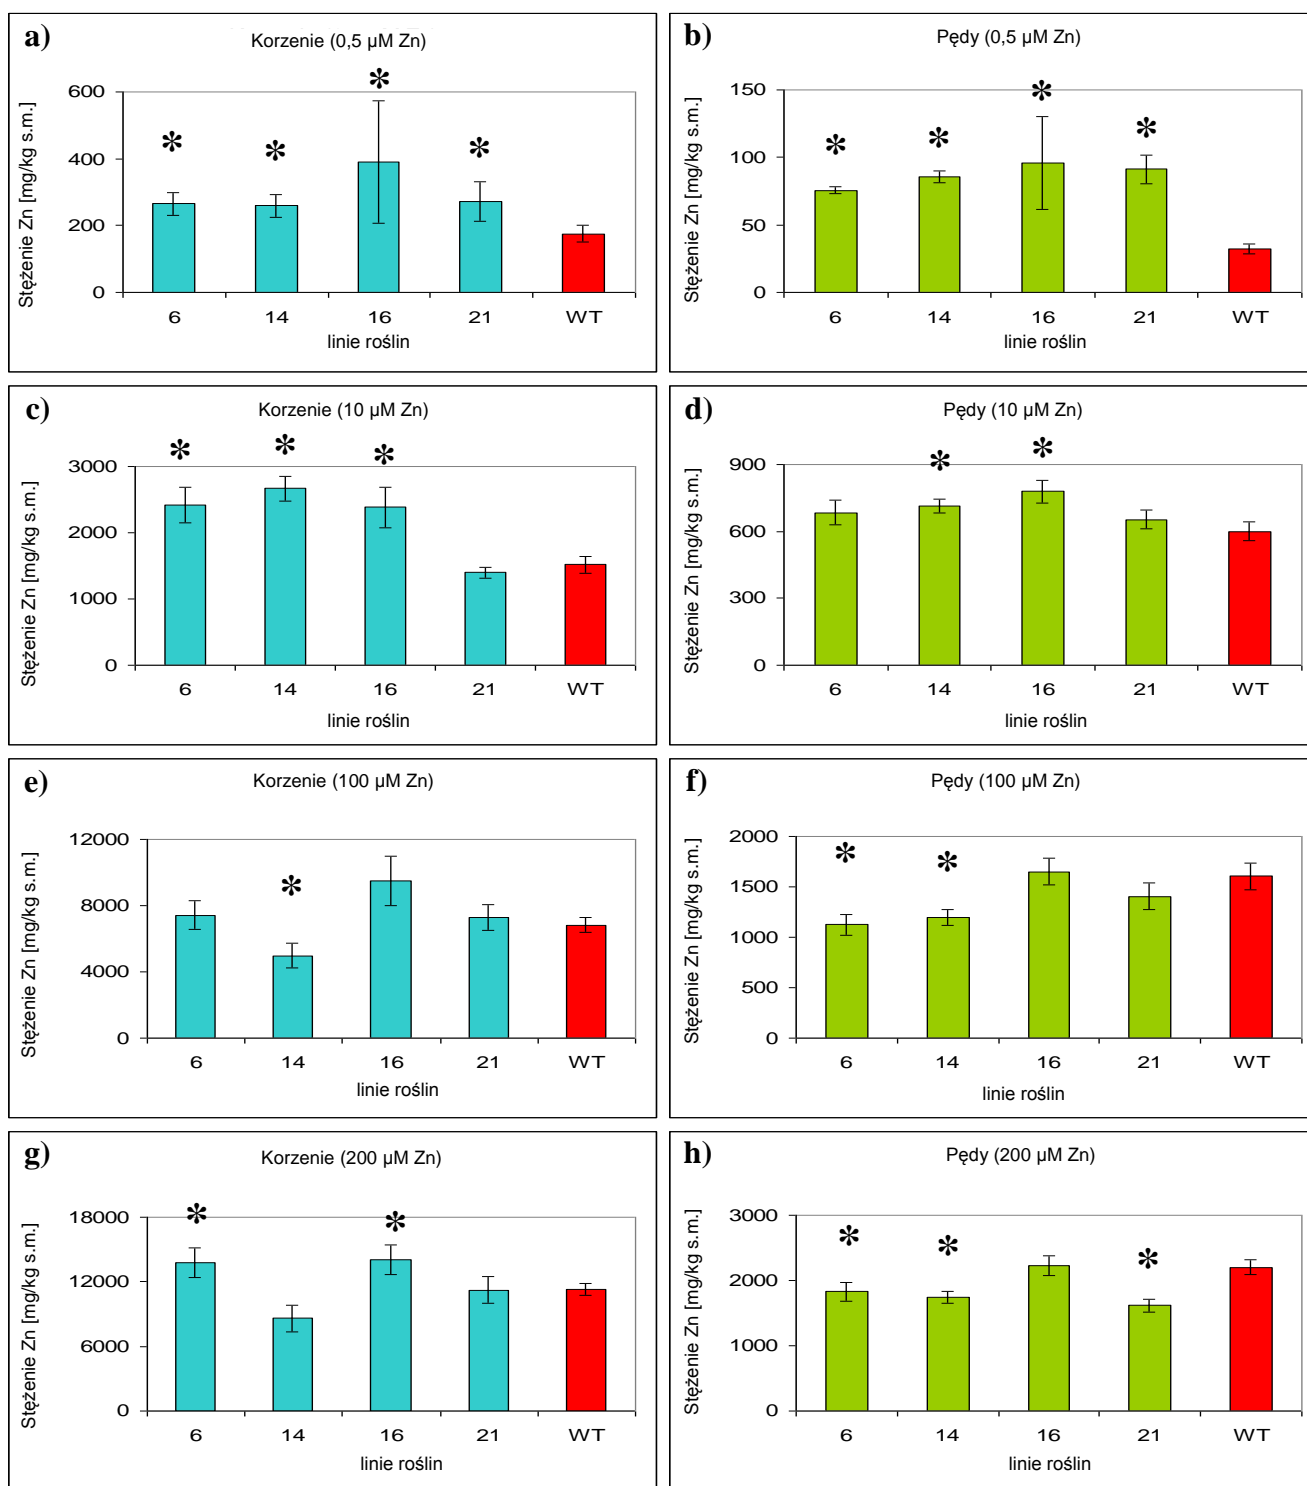 a)
Korzenie (0,5 µM Zn)
Stężenie Zn [mg/kg s.m.]
600
400
200
0
* * * *
6 14 16 21 WT
linie roślin
b)
Pędy (0,5 µM Zn)
Stężenie Zn [mg/kg s.m.]
150
100
50
0
* * * *
6 14 16 21 WT
linie roślin
c)
Korzenie (10 µM Zn)
Stężenie Zn [mg/kg s.m.]
3000
2000
1000
0
* * *
6 14 16 21 WT
linie roślin
d)
Pędy (10 µM Zn)
Stężenie Zn [mg/kg s.m.]
900
600
300
0
* *
6 14 16 21 WT
linie roślin
e)
Korzenie (100 µM Zn)
Stężenie Zn [mg/kg s.m.]
12000
8000
4000
0
*
6 14 16 21 WT
linie roślin
f)
Pędy (100 µM Zn)
Stężenie Zn [mg/kg s.m.]
2000
1500
1000
500
0
* *
6 14 16 21 WT
linie roślin
g)
Korzenie (200 µM Zn)
Stężenie Zn [mg/kg s.m.]
18000
12000
6000
0
* *
6 14 16 21 WT
linie roślin
h)
Pędy (200 µM Zn)
Stężenie Zn [mg/kg s.m.]
3000
2000
1000
0
* * *
6 14 16 21 WT
linie roślin